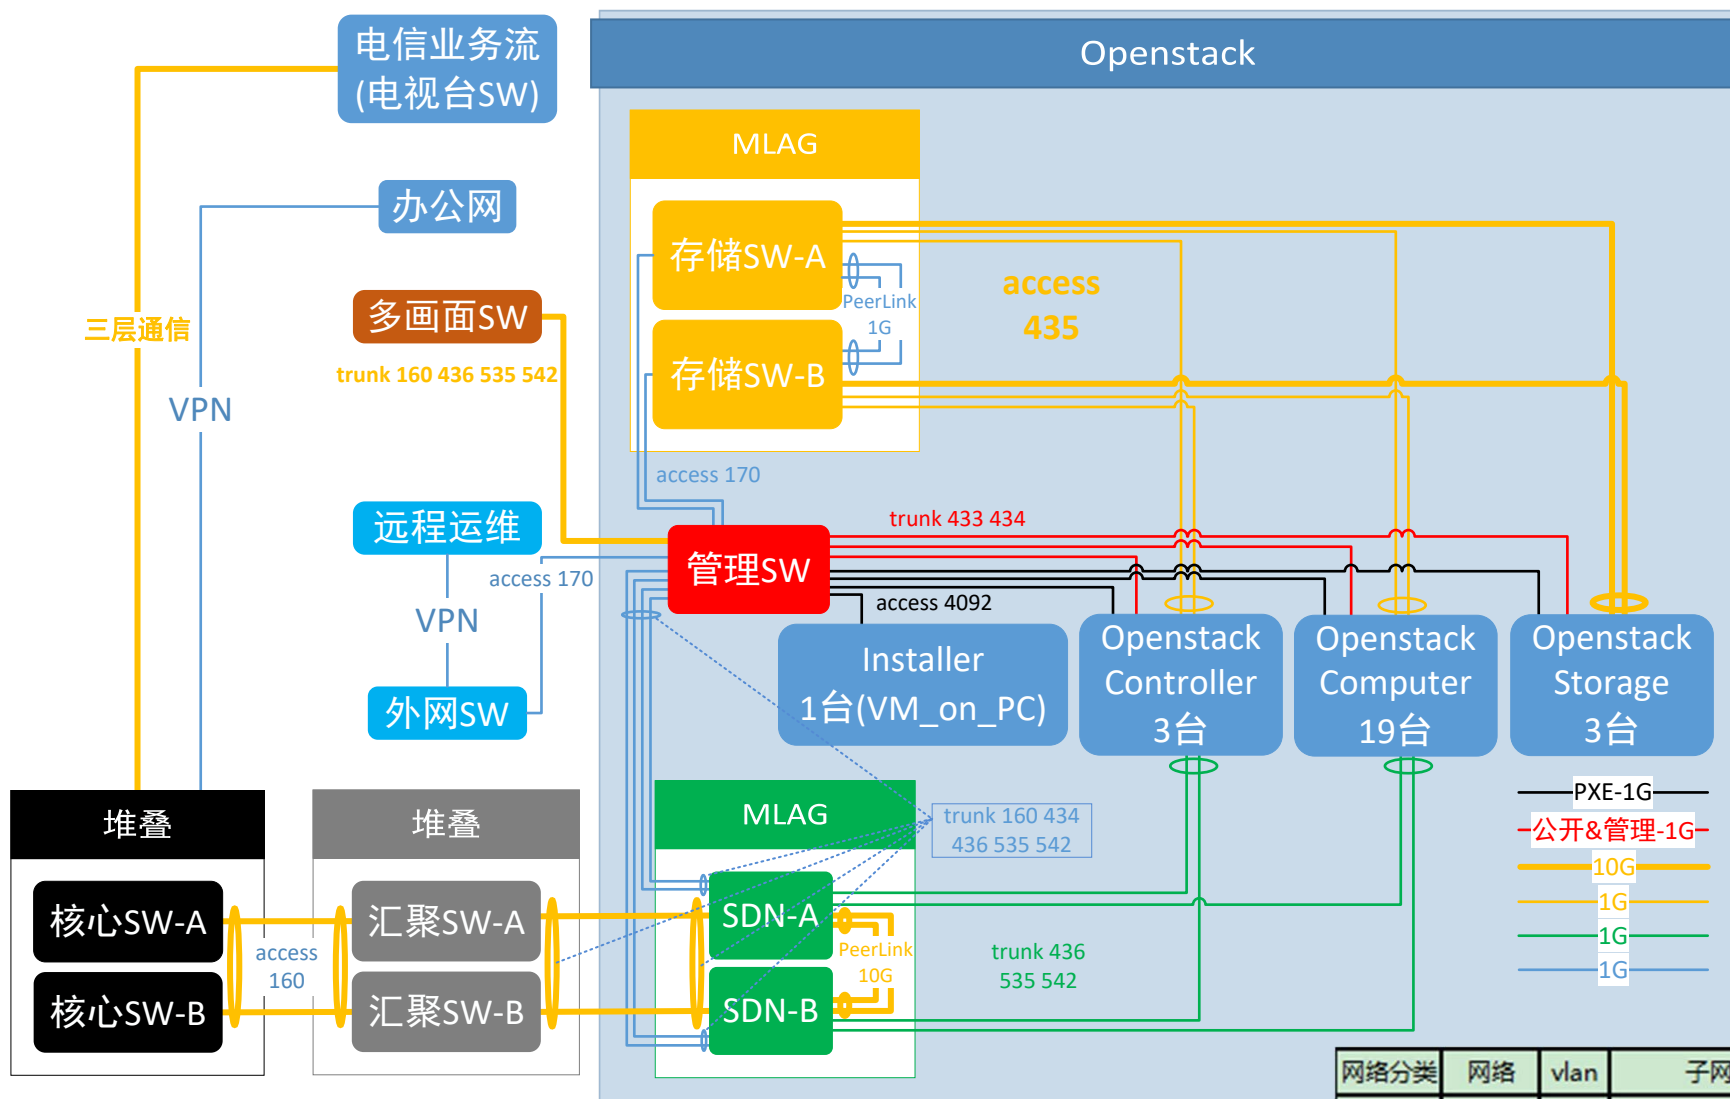 电信业务流
(电视台SW)
Openstack
MLAG
办公网
存储SW-A
access
435
PeerLink
1G
多画面SW
三层通信
trunk 160 436 535 542
存储SW-B
VPN
access 170
远程运维
trunk 433 434
管理SW
access 170
access 4092
VPN
外网SW
Installer
1台(VM_on_PC)
Openstack
Controller
3台
Openstack
Computer
19台
Openstack
Storage
3台
堆叠
堆叠
MLAG
trunk 160 434
436 535 542
PXE-1G
公开&管理-1G
10G
1G
1G
1G
核心SW-A
汇聚SW-A
SDN-A
access
160
PeerLink
10G
trunk 436
535 542
核心SW-B
汇聚SW-B
SDN-B
网络分类 网络 vlan 子网